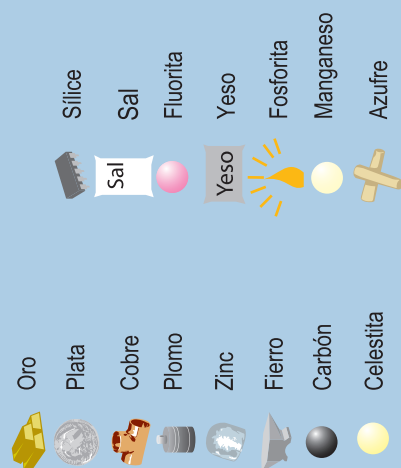 Oro
Plata
Cobre
Plomo
Zinc
Fierro
Carbón
Celestita
Sílice
Sal
Sal
Fluorita
Yeso
Yeso
Fosforita
Manganeso
Azufre